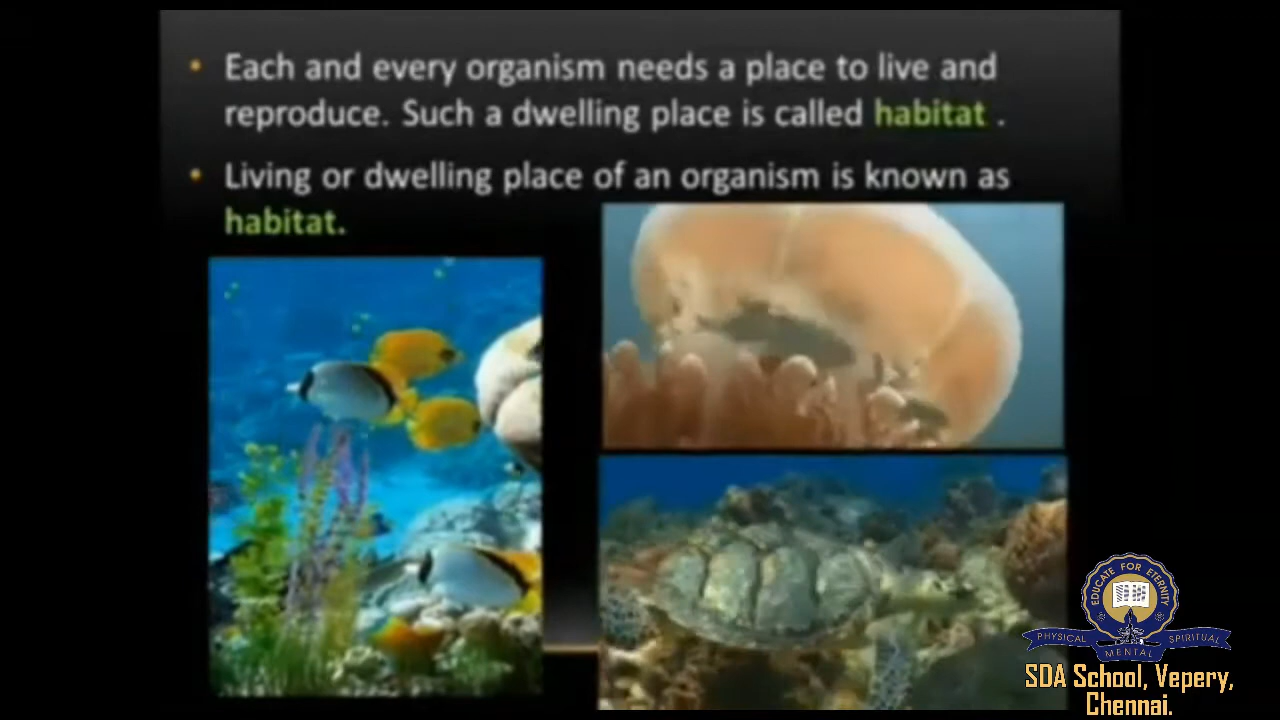 • Each and every organism needs a place to live and
reproduce. Such a dwelling place is called habitat .
• Living or dwelling place of an organism is known as
habitat.
EDUCATE FOR ETERNITY
PHYSICAL MENTAL SPIRITUAL
SDA School, Vepery,
Chennai.